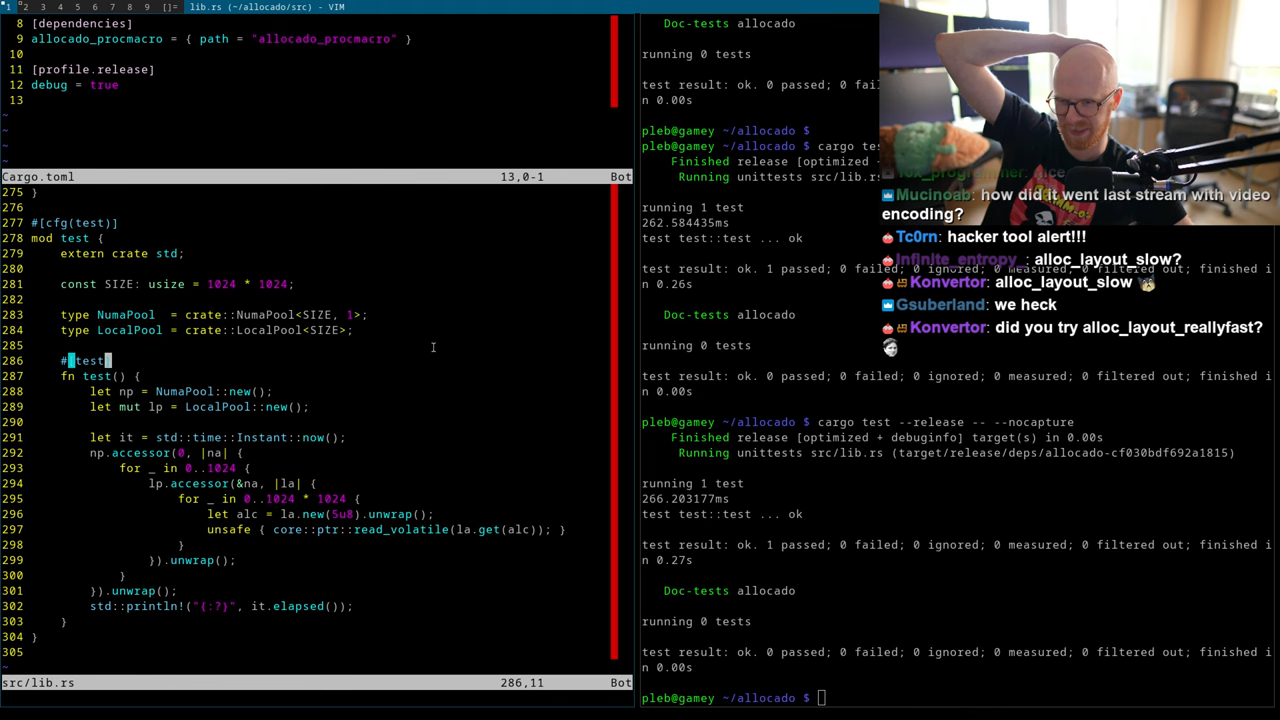 1 2 3 4 5 6 7 8 9 []= lib.rs (~/allocado/src) - VIM
8 [dependencies]
9 allocado_procmacro = { path = "allocado_procmacro" }
10
11 [profile.release]
12 debug = true
13
~
~
~
Cargo.toml 13,0-1 Bot
275 }
276
277 #[cfg(test)]
278 mod test {
279 extern crate std;
280
281 const SIZE: usize = 1024 * 1024;
282
283 type NumaPool = crate::NumaPool<SIZE, 1>;
284 type LocalPool = crate::LocalPool<SIZE>;
285
286 #[test]
287 fn test() {
288 let np = NumaPool::new();
289 let mut lp = LocalPool::new();
290
291 let it = std::time::Instant::now();
292 np.accessor(0, |na| {
293 for _ in 0..1024 {
294 lp.accessor(&na, |la| {
295 for _ in 0..1024 * 1024 {
296 let alc = la.new(5u8).unwrap();
297 unsafe { core::ptr::read_volatile(la.get(alc)); }
298 }
299 }).unwrap();
300 }
301 }).unwrap();
302 std::println!("{:?}", it.elapsed());
303 }
304 }
305
~
src/lib.rs 286,11 Bot
Doc-tests allocado
running 0 tests
test result: ok. 0 passed; 0 fail
n 0.00s
pleb@gamey ~/allocado $
pleb@gamey ~/allocado $ cargo tes
Finished release [optimized +
Running unittests src/lib.rs
running 1 test
262.584435ms
test test::test ... ok
test result: ok. 1 passed; 0 failed; 0 ignored; 0 measured; 0 filtered out; finished i
n 0.26s
Doc-tests allocado
running 0 tests
test result: ok. 0 passed; 0 failed; 0 ignored; 0 measured; 0 filtered out; finished i
n 0.00s
pleb@gamey ~/allocado $ cargo test --release -- --nocapture
Finished release [optimized + debuginfo] target(s) in 0.00s
Running unittests src/lib.rs (target/release/deps/allocado-cf030bdf692a1815)
running 1 test
266.203177ms
test test::test ... ok
test result: ok. 1 passed; 0 failed; 0 ignored; 0 measured; 0 filtered out; finished i
n 0.27s
Doc-tests allocado
running 0 tests
test result: ok. 0 passed; 0 failed; 0 ignored; 0 measured; 0 filtered out; finished i
n 0.00s
pleb@gamey ~/allocado $
nice
Mucinoab: how did it went last stream with video
encoding?
Tc0rn: hacker tool alert!!!
Infinite_entropy_: alloc_layout_slow?
Konvertor: alloc_layout_slow
Gsuberland: we heck
Konvertor: did you try alloc_layout_reallyfast?